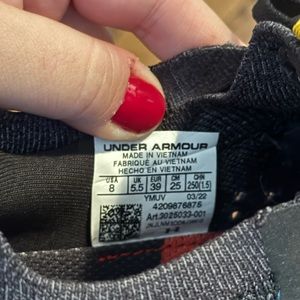 UNDER ARMOUR
MADE IN VIETNAM
FABRIQUÉ AU VIETNAM
HECHO EN VIETNAM
USA UK EUR CM CHN
8 5.5 39 25 250(1.5)
YMUV 03/22
4209876875
Art.3025033-001